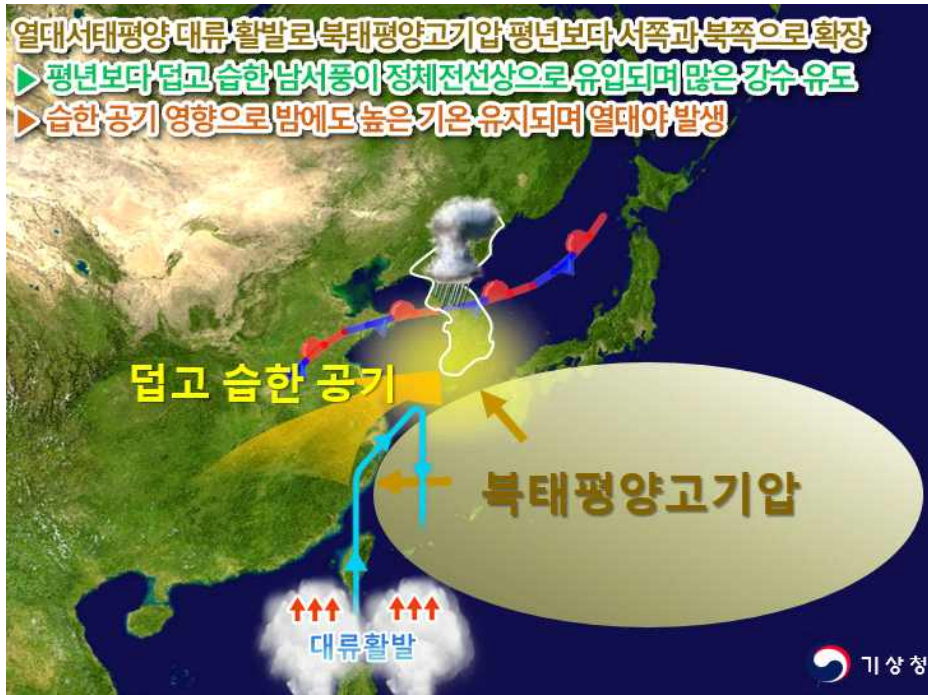 열대서태평양 대류 활발로 북태평양고기압 평년보다 서쪽과 북쪽으로 확장
▶ 평년보다 덥고 습한 남서풍이 정체전선상으로 유입되며 많은 강수 유도
▶ 습한 공기 영향으로 밤에도 높은 기온 유지되며 열대야 발생
덥고 습한 공기
북태평양고기압
대류활발
기상청